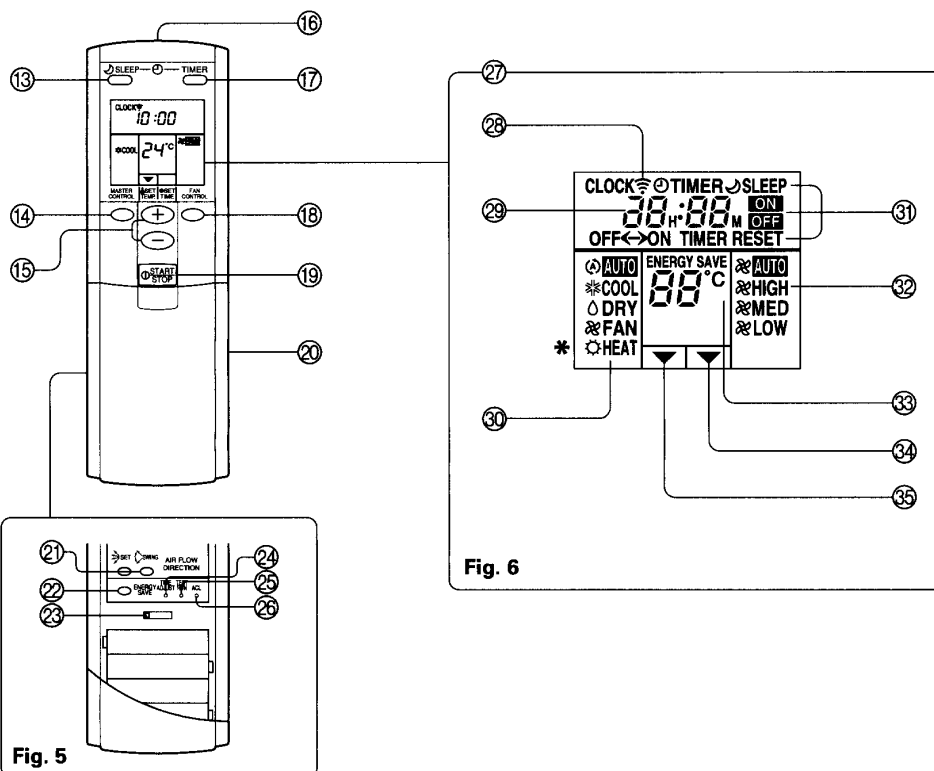 ⑯
⑬ SLEEP TIMER ⑰
CLOCK
10:00
COOL 24°C
MASTER CONTROL SET TEMP. SET TIME FAN CONTROL
⑭ + ⑱
⑮ −
START STOP ⑲
⑳
㉑ SET SWING AIR FLOW DIRECTION ㉔
㉒ ENERGY SAVE ADJUST ACL ㉕
㉓ ㉖
Fig. 5
㉗
㉘
CLOCK TIMER SLEEP
㉙ 28 H 88 M ON ㉛
OFF
OFF<->ON TIMER RESET
AUTO ENERGY SAVE AUTO
COOL 88°C HIGH ㉜
DRY MED
FAN LOW
* HEAT
㉚ ㉝
㉞
㉟
Fig. 6